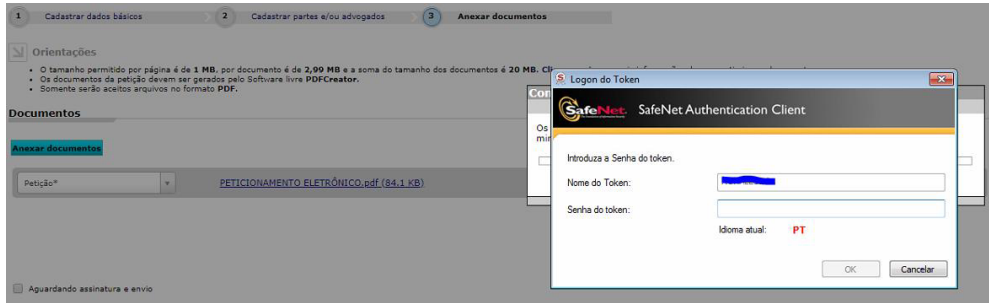 1 Cadastrar dados básicos 2 Cadastrar partes e/ou advogados 3 Anexar documentos
Orientações
O tamanho permitido por página é de 1 MB, por documento é de 2,99 MB e a soma do tamanho dos documentos é 20 MB.
Os documentos da petição devem ser gerados pelo Software livre PDFCreator.
Somente serão aceitos arquivos no formato PDF.
Documentos
Anexar documentos
Petição* PETICIONAMENTO ELETRÔNICO.pdf (84.1 KB)
Aguardando assinatura e envio
Os
Logon do Token
SafeNet. SafeNet Authentication Client
Introduza a Senha do token.
Nome do Token:
Senha do token:
Idioma atual: PT
OK Cancelar